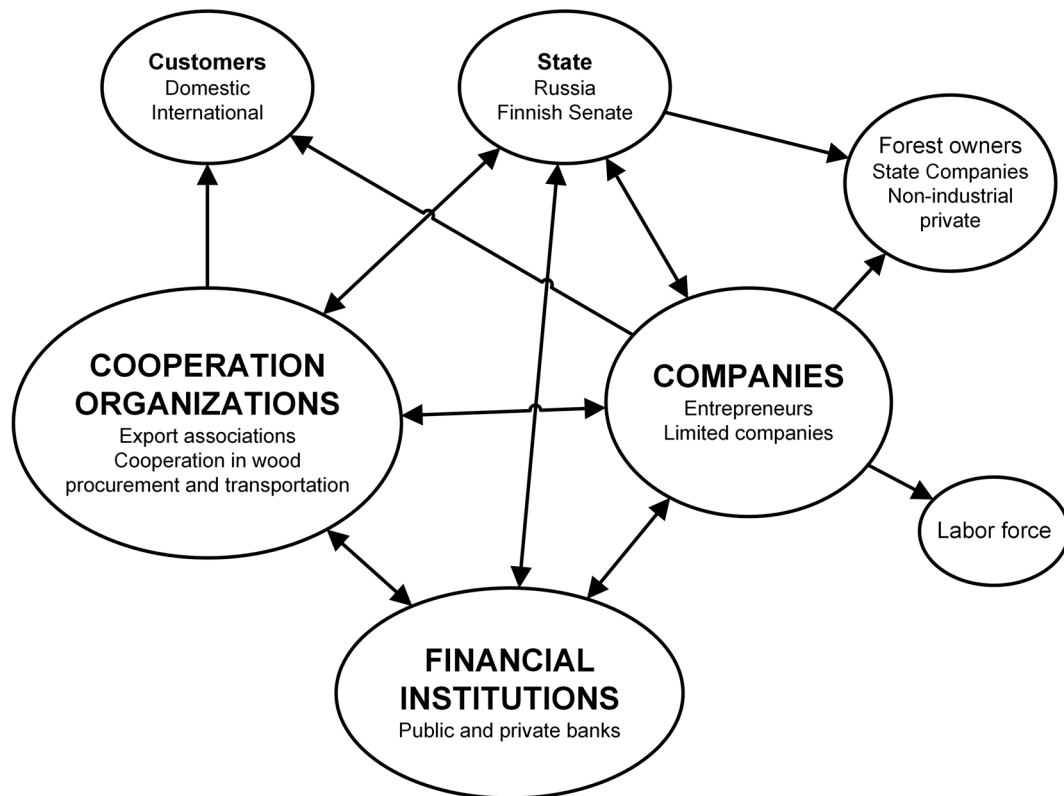 Customers
Domestic
International
State
Russia
Finnish Senate
Forest owners
State Companies
Non-industrial
private
COOPERATION
ORGANIZATIONS
Export associations
Cooperation in wood
procurement and transportation
COMPANIES
Entrepreneurs
Limited companies
Labor force
FINANCIAL
INSTITUTIONS
Public and private banks